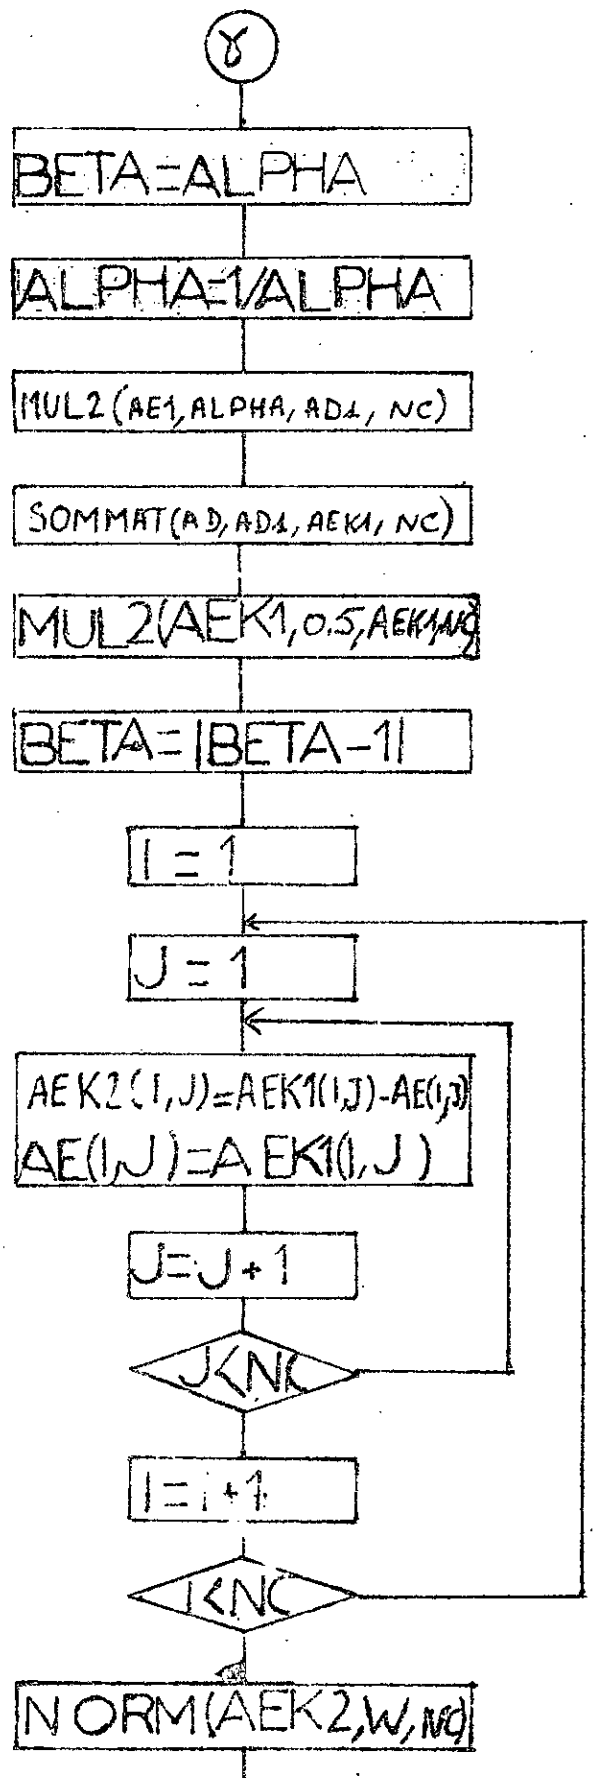 γ
BETA=ALPHA
ALPHA=1/ALPHA
MUL2(AE1,ALPHA,AD1,NC)
SOMMAT(AD,AD1,AEK1,NC)
MUL2(AEK1,0.5,AEK1,NC)
BETA=|BETA-1|
I=1
J=1
AEK2(I,J)=AEK1(I,J)-AE(I,J)
AE(I,J)=AEK1(I,J)
J=J+1
J<NC
I=i+1
I<NC
NORM(AEK2,W,NC)